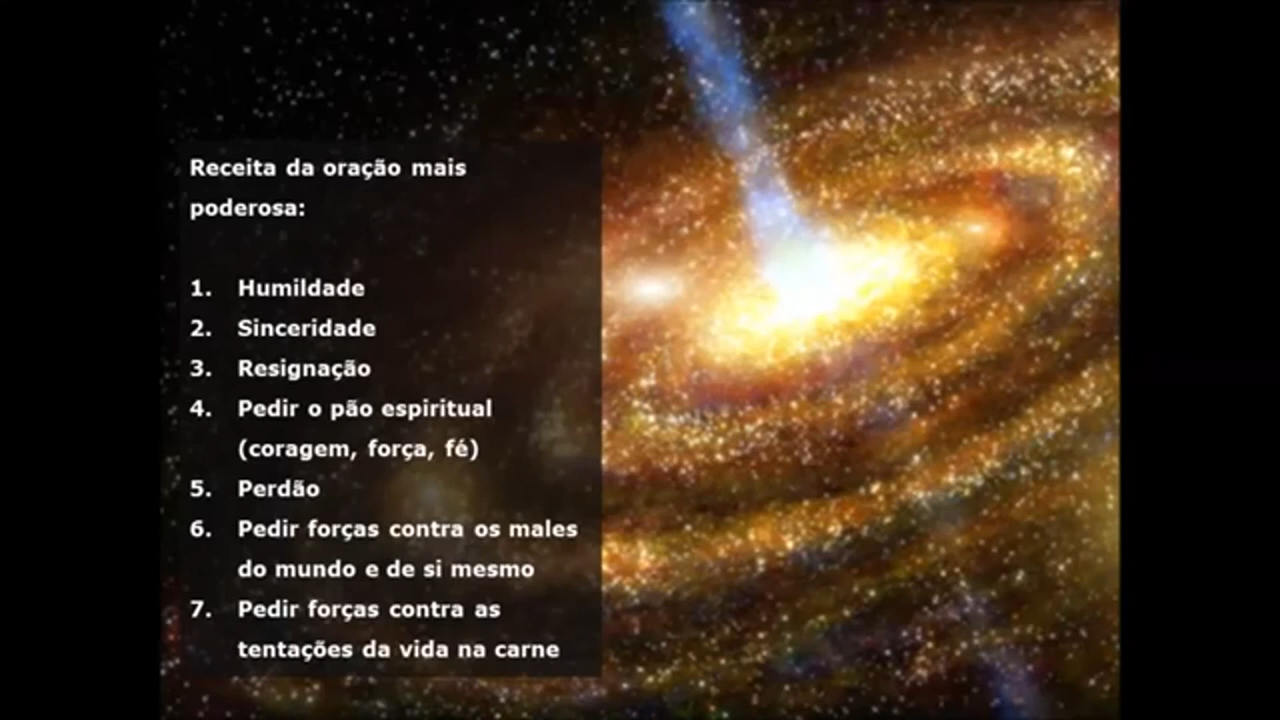 Receita da oração mais
poderosa:
1. Humildade
2. Sinceridade
3. Resignação
4. Pedir o pão espiritual
(coragem, força, fé)
5. Perdão
6. Pedir forças contra os males
do mundo e de si mesmo
7. Pedir forças contra as
tentações da vida na carne